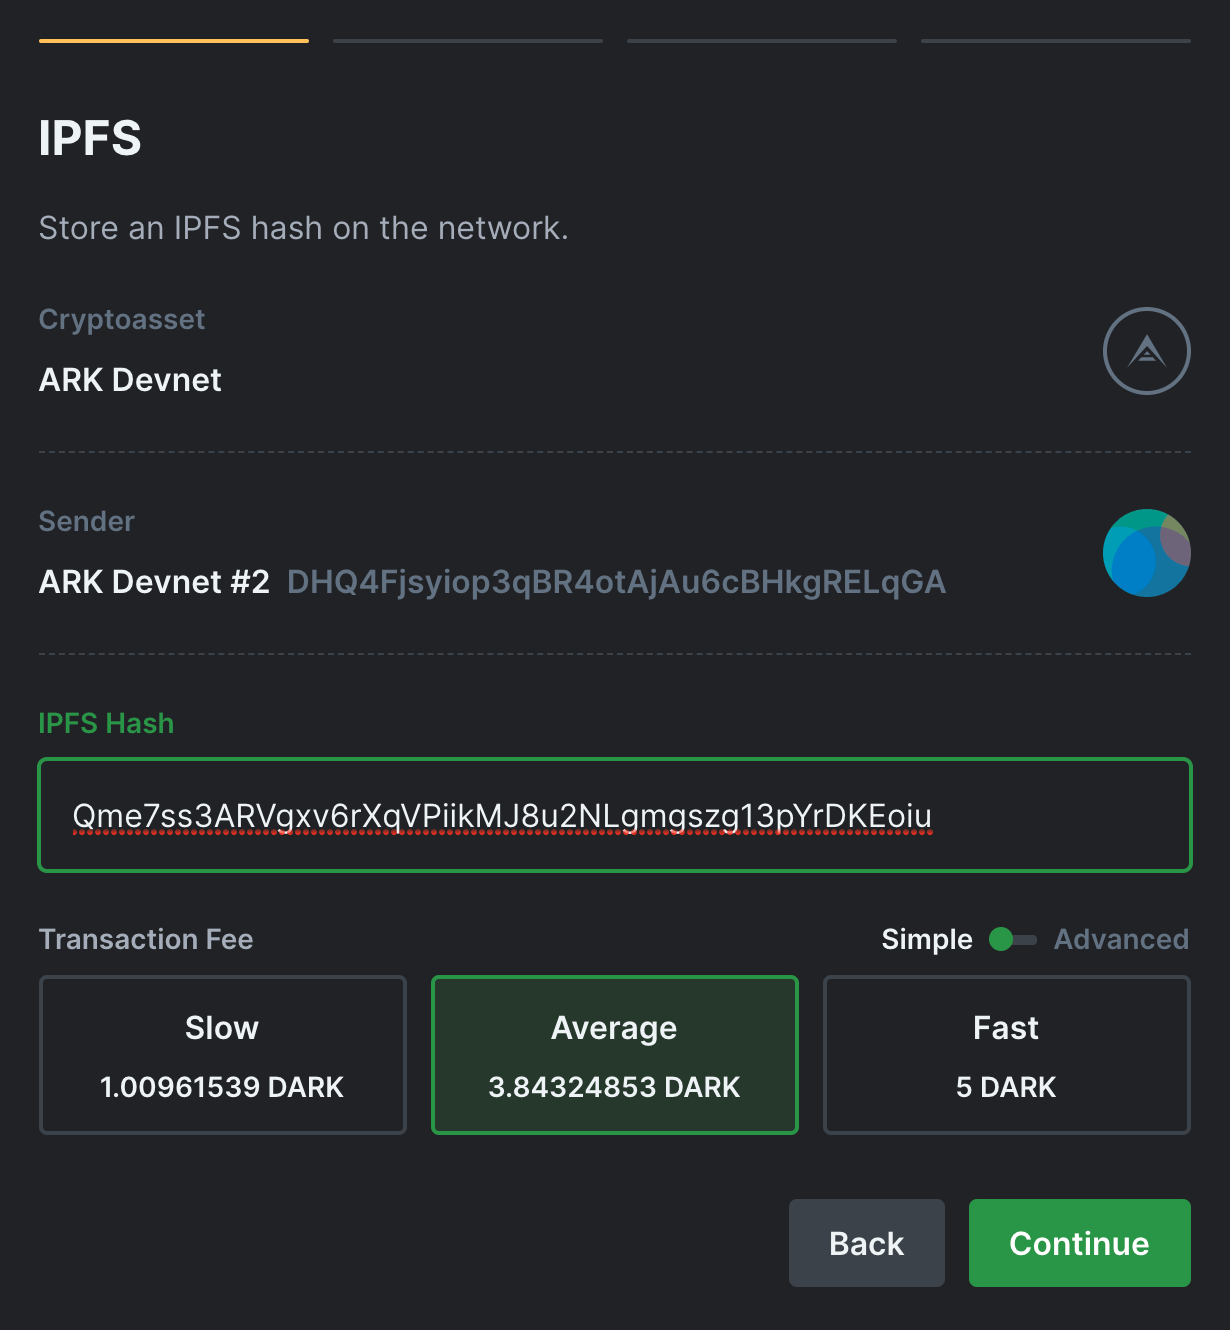 IPFS
Store an IPFS hash on the network.
Cryptoasset
ARK Devnet
Sender
ARK Devnet #2 DHQ4Fjsyiop3qBR4otAjAu6cBHkgRELqGA
IPFS Hash
Qme7ss3ARVgxv6rXqVPiikMJ8u2NLgmgszg13pYrDKEoiu
Transaction Fee Simple Advanced
Slow Average Fast
1.00961539 DARK 3.84324853 DARK 5 DARK
Back Continue